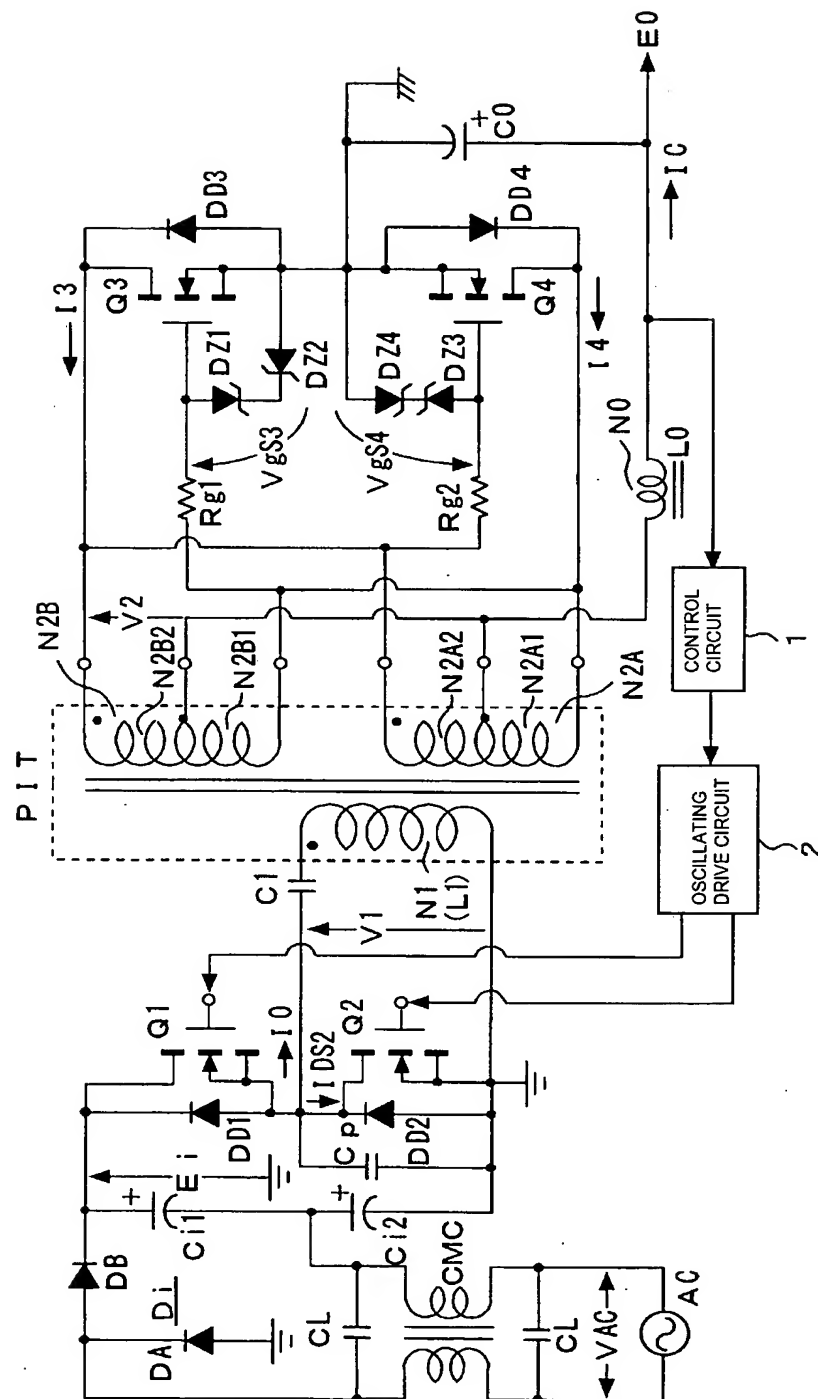 PIT
N2B
V2
I3
DD3
Q3
N2B2
N2B1
Rg1
DZ1
DZ2
VgS3
VgS4
DZ4
DZ3
Rg2
+
C0
DD4
Q4
N2A2
N2A1
N2A
I4
N0
L0
E0
IC
CONTROL
CIRCUIT
1
OSCILLATING
DRIVE CIRCUIT
2
C1
V1
N1
(L1)
Q1
I0
DD1
IDS2
Q2
Cp
DD2
Ei
+
Ci1
+
Ci2
DB
Di
DA
CL
CMC
CL
VAC
AC